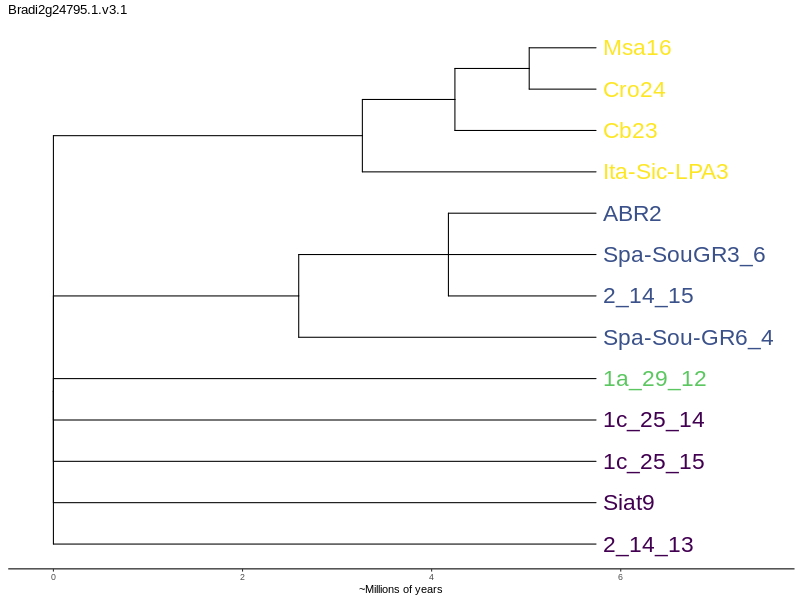 Bradi2g24795.1.v3.1
Msa16
Cro24
Cb23
Ita-Sic-LPA3
ABR2
Spa-SouGR3_6
2_14_15
Spa-Sou-GR6_4
1a_29_12
1c_25_14
1c_25_15
Siat9
2_14_13
0 2 4 6
~Millions of years